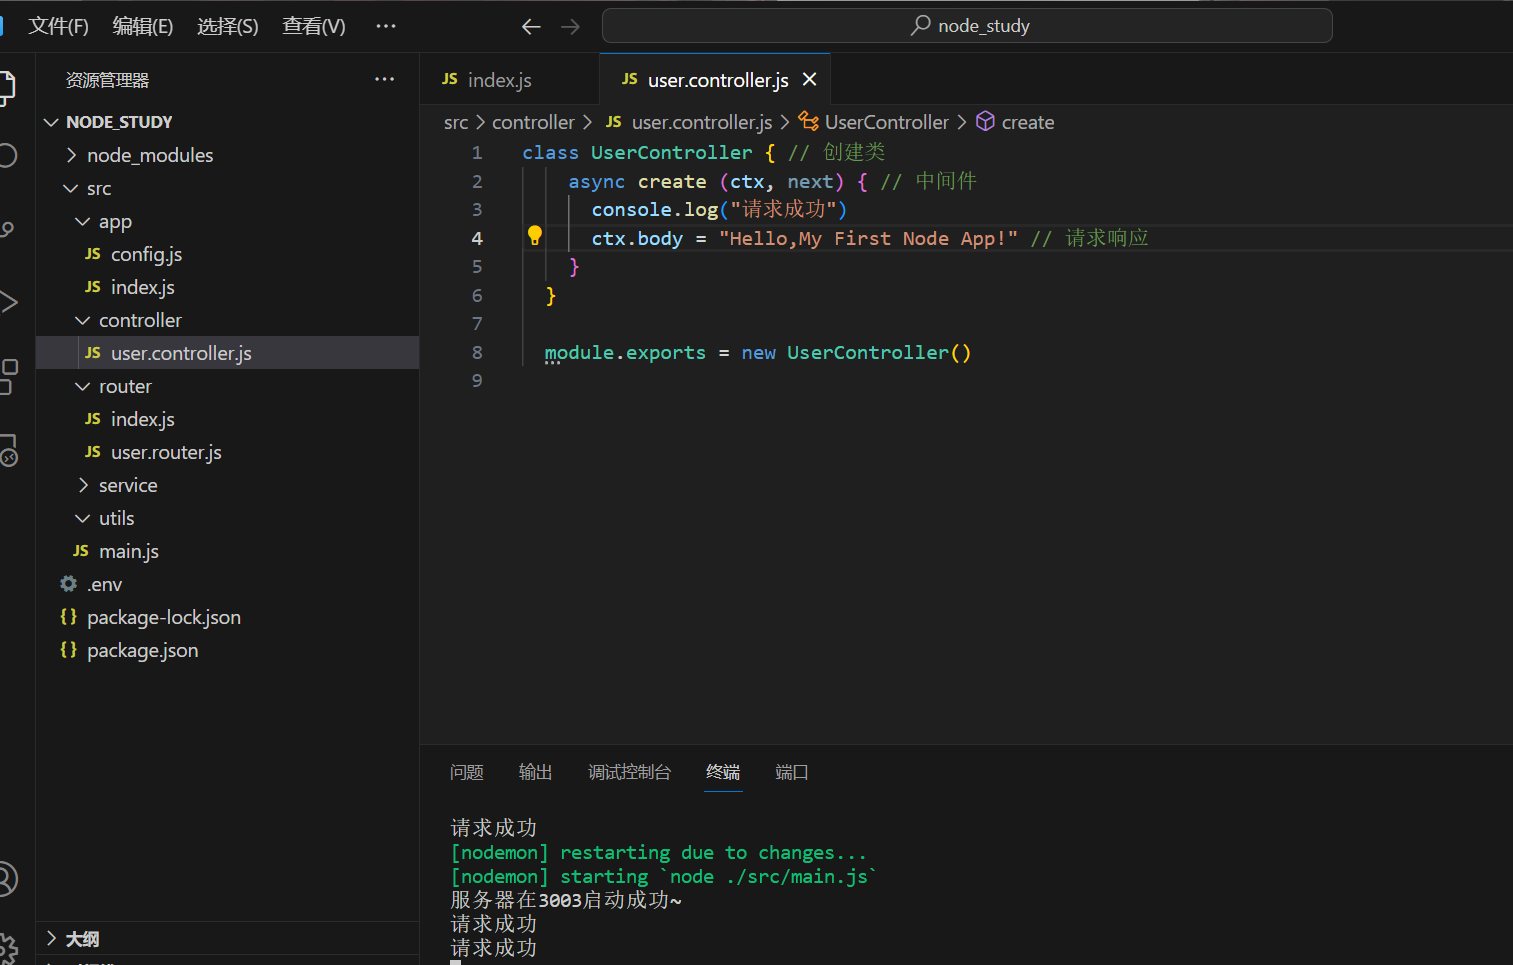 文件(F) 编辑(E) 选择(S) 查看(V) ··· node_study
资源管理器 ···
NODE_STUDY
node_modules
src
app
JS config.js
JS index.js
controller
JS user.controller.js
router
JS index.js
JS user.router.js
service
utils
JS main.js
.env
{} package-lock.json
{} package.json
大纲
JS index.js JS user.controller.js
src > controller > JS user.controller.js > UserController > create
1 class UserController { // 创建类
2 async create (ctx, next) { // 中间件
3 console.log("请求成功")
4 ctx.body = "Hello,My First Node App!" // 请求响应
5 }
6 }
7
8 module.exports = new UserController()
9
问题 输出 调试控制台 终端 端口
请求成功
[nodemon] restarting due to changes...
[nodemon] starting `node ./src/main.js`
服务器在3003启动成功~
请求成功
请求成功